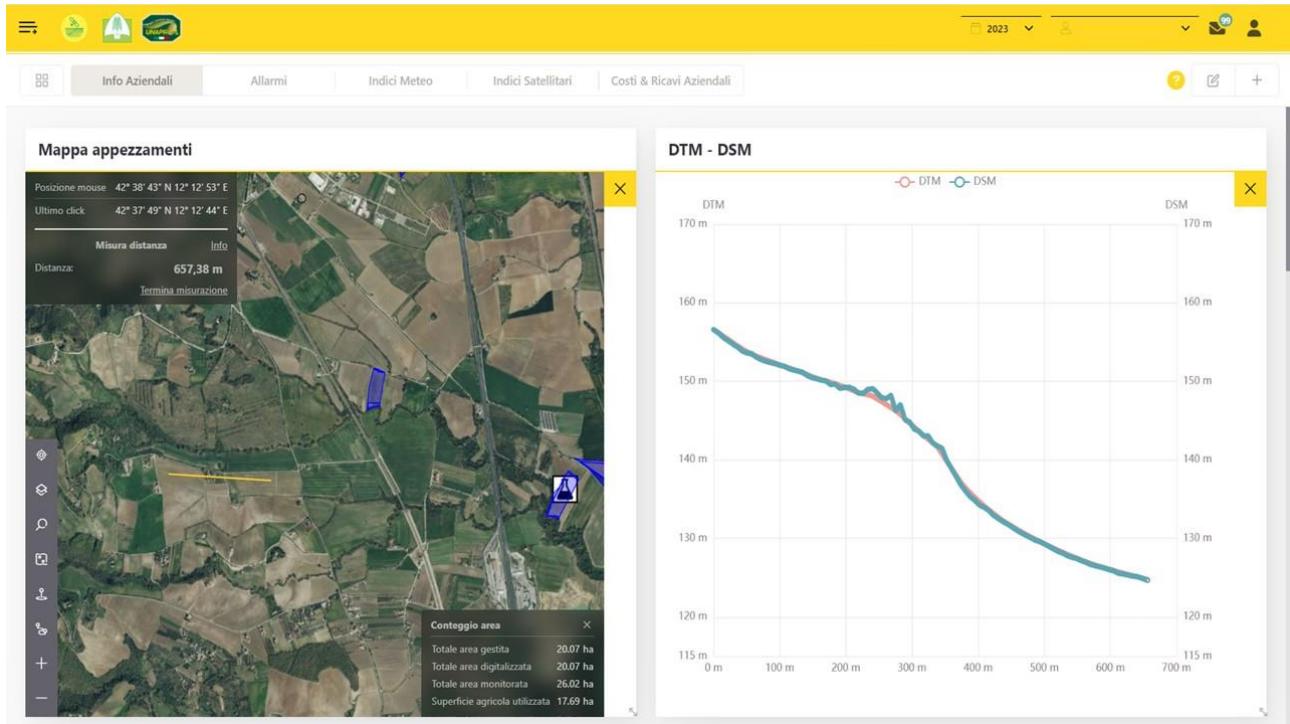 UNAPROL
2023
99
Info Aziendali
Allarmi
Indici Meteo
Indici Satellitari
Costi & Ricavi Aziendali
?
Mappa appezzamenti
Posizione mouse 42° 38' 43" N 12° 12' 53" E
Ultimo click 42° 37' 49" N 12° 12' 44" E
Misura distanza Info
Distanza: 657,38 m
Termina misurazione
Conteggio area
Totale area gestita 20.07 ha
Totale area digitalizzata 20.07 ha
Totale area monitorata 26.02 ha
Superficie agricola utilizzata 17.69 ha
DTM - DSM
DTM DSM
DTM DSM
170 m 170 m
160 m 160 m
150 m 150 m
140 m 140 m
130 m 130 m
120 m 120 m
115 m 115 m
0 m 100 m 200 m 300 m 400 m 500 m 600 m 700 m